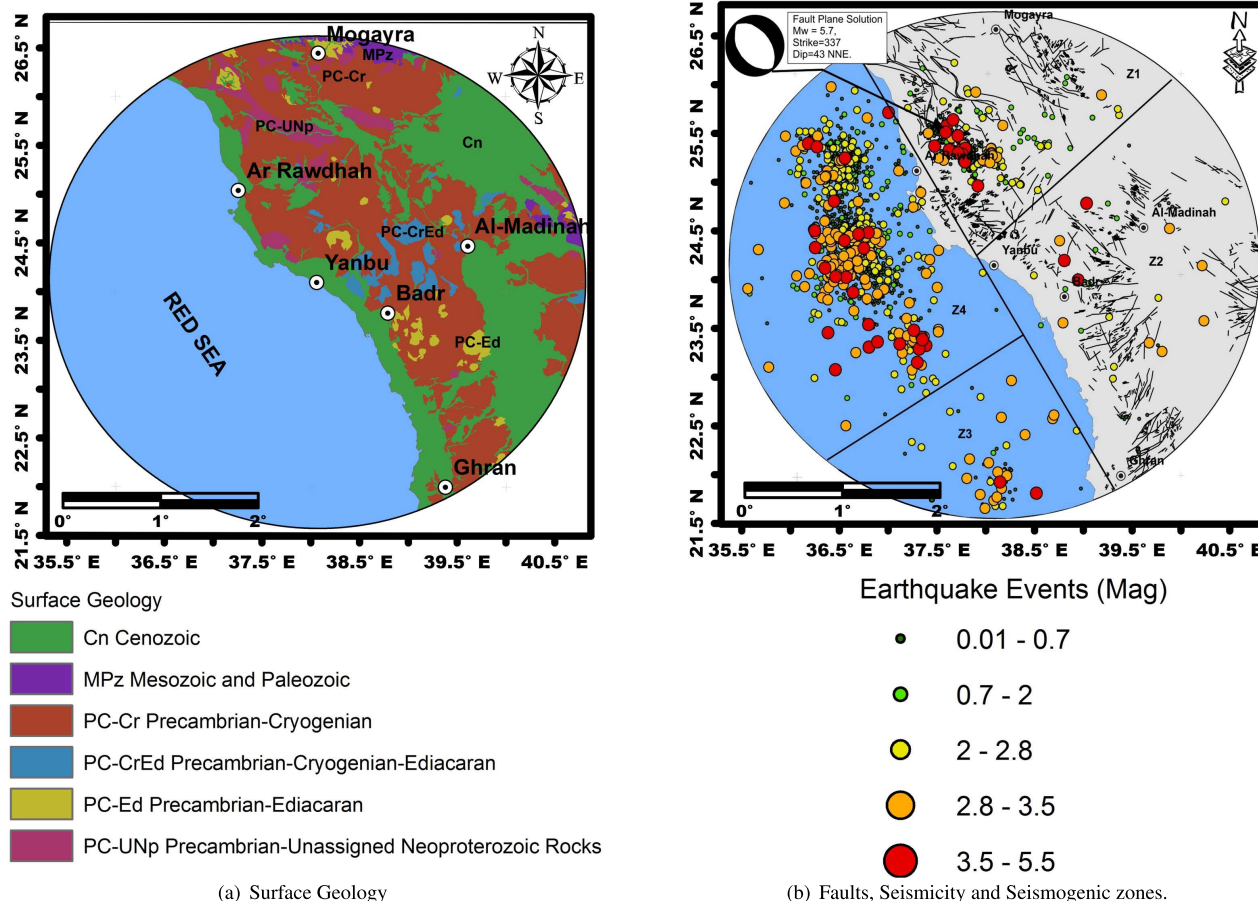 26.5° N
25.5° N
24.5° N
23.5° N
22.5° N
21.5° N
35.5° E
36.5° E
37.5° E
38.5° E
39.5° E
40.5° E
N
W
E
S
Mogayra
MPz
PC-Cr
PC-UNp
Cn
Ar Rawdhah
PC-CrEd
Al-Madinah
Yanbu
Badr
RED SEA
PC-Ed
Ghran
0°
1°
2°
Surface Geology
Cn Cenozoic
MPz Mesozoic and Paleozoic
PC-Cr Precambrian-Cryogenian
PC-CrEd Precambrian-Cryogenian-Ediacaran
PC-Ed Precambrian-Ediacaran
PC-UNp Precambrian-Unassigned Neoproterozoic Rocks
(a) Surface Geology
26.5° N
25.5° N
24.5° N
23.5° N
22.5° N
21.5° N
35.5° E
36.5° E
37.5° E
38.5° E
39.5° E
40.5° E
Fault Plane Solution
Mw = 5.7,
Strike=337
Dip=43 NNE.
N
Mogayra
Z1
Ar Rawdhah
Al-Madinah
Yanbu
Z2
Badr
Z4
Z3
Ghran
0°
1°
2°
Earthquake Events (Mag)
0.01 - 0.7
0.7 - 2
2 - 2.8
2.8 - 3.5
3.5 - 5.5
(b) Faults, Seismicity and Seismogenic zones.